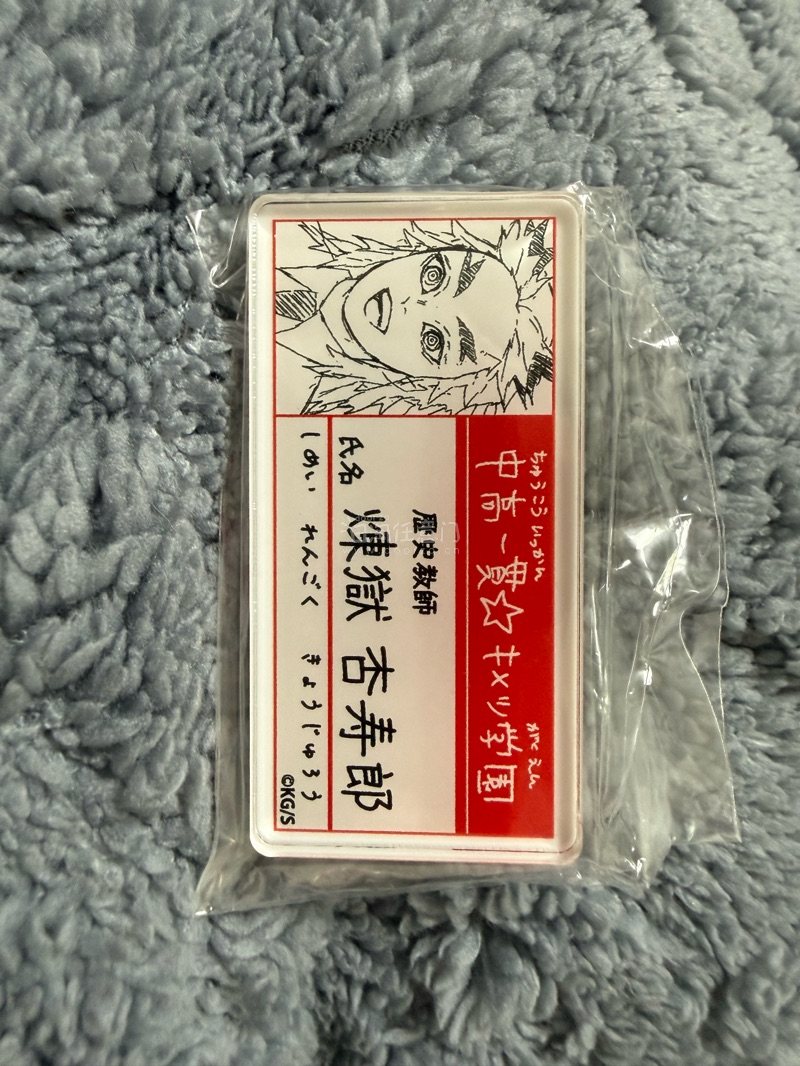 ちゅうこう いっかん がくえん
中高一貫☆キメツ学園
歴史教師
氏名 煉獄 杏寿郎
しめい れんごく きょうじゅろう
©KG/S